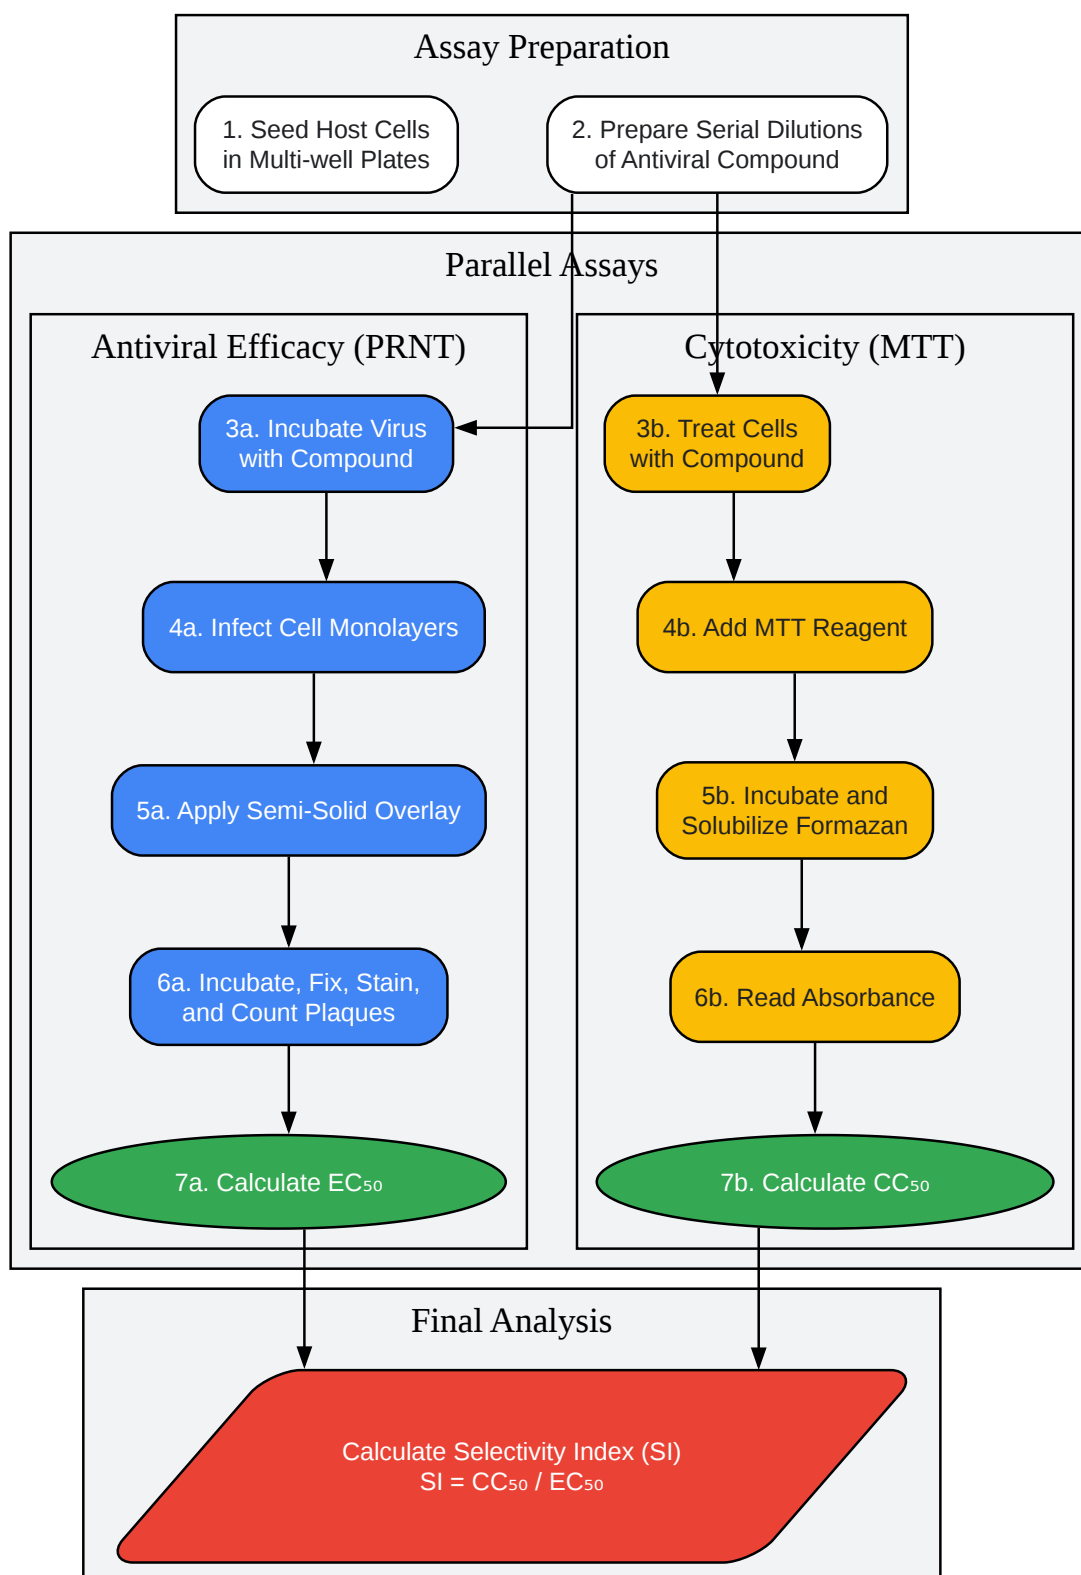 Assay Preparation
1. Seed Host Cells
in Multi-well Plates
2. Prepare Serial Dilutions
of Antiviral Compound
Parallel Assays
Antiviral Efficacy (PRNT)
3a. Incubate Virus
with Compound
4a. Infect Cell Monolayers
5a. Apply Semi-Solid Overlay
6a. Incubate, Fix, Stain,
and Count Plaques
7a. Calculate EC₅₀
Cytotoxicity (MTT)
3b. Treat Cells
with Compound
4b. Add MTT Reagent
5b. Incubate and
Solubilize Formazan
6b. Read Absorbance
7b. Calculate CC₅₀
Final Analysis
Calculate Selectivity Index (SI)
SI = CC₅₀ / EC₅₀